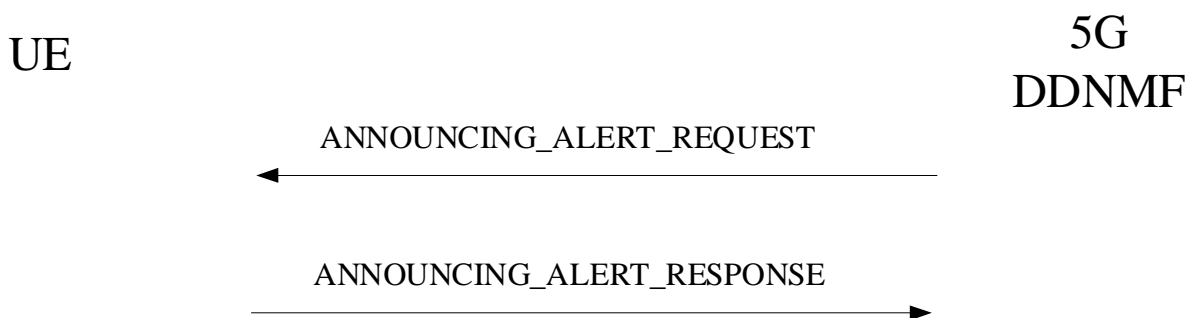 UE
5G
DDNMF
ANNOUNCING_ALERT_REQUEST
ANNOUNCING_ALERT_RESPONSE